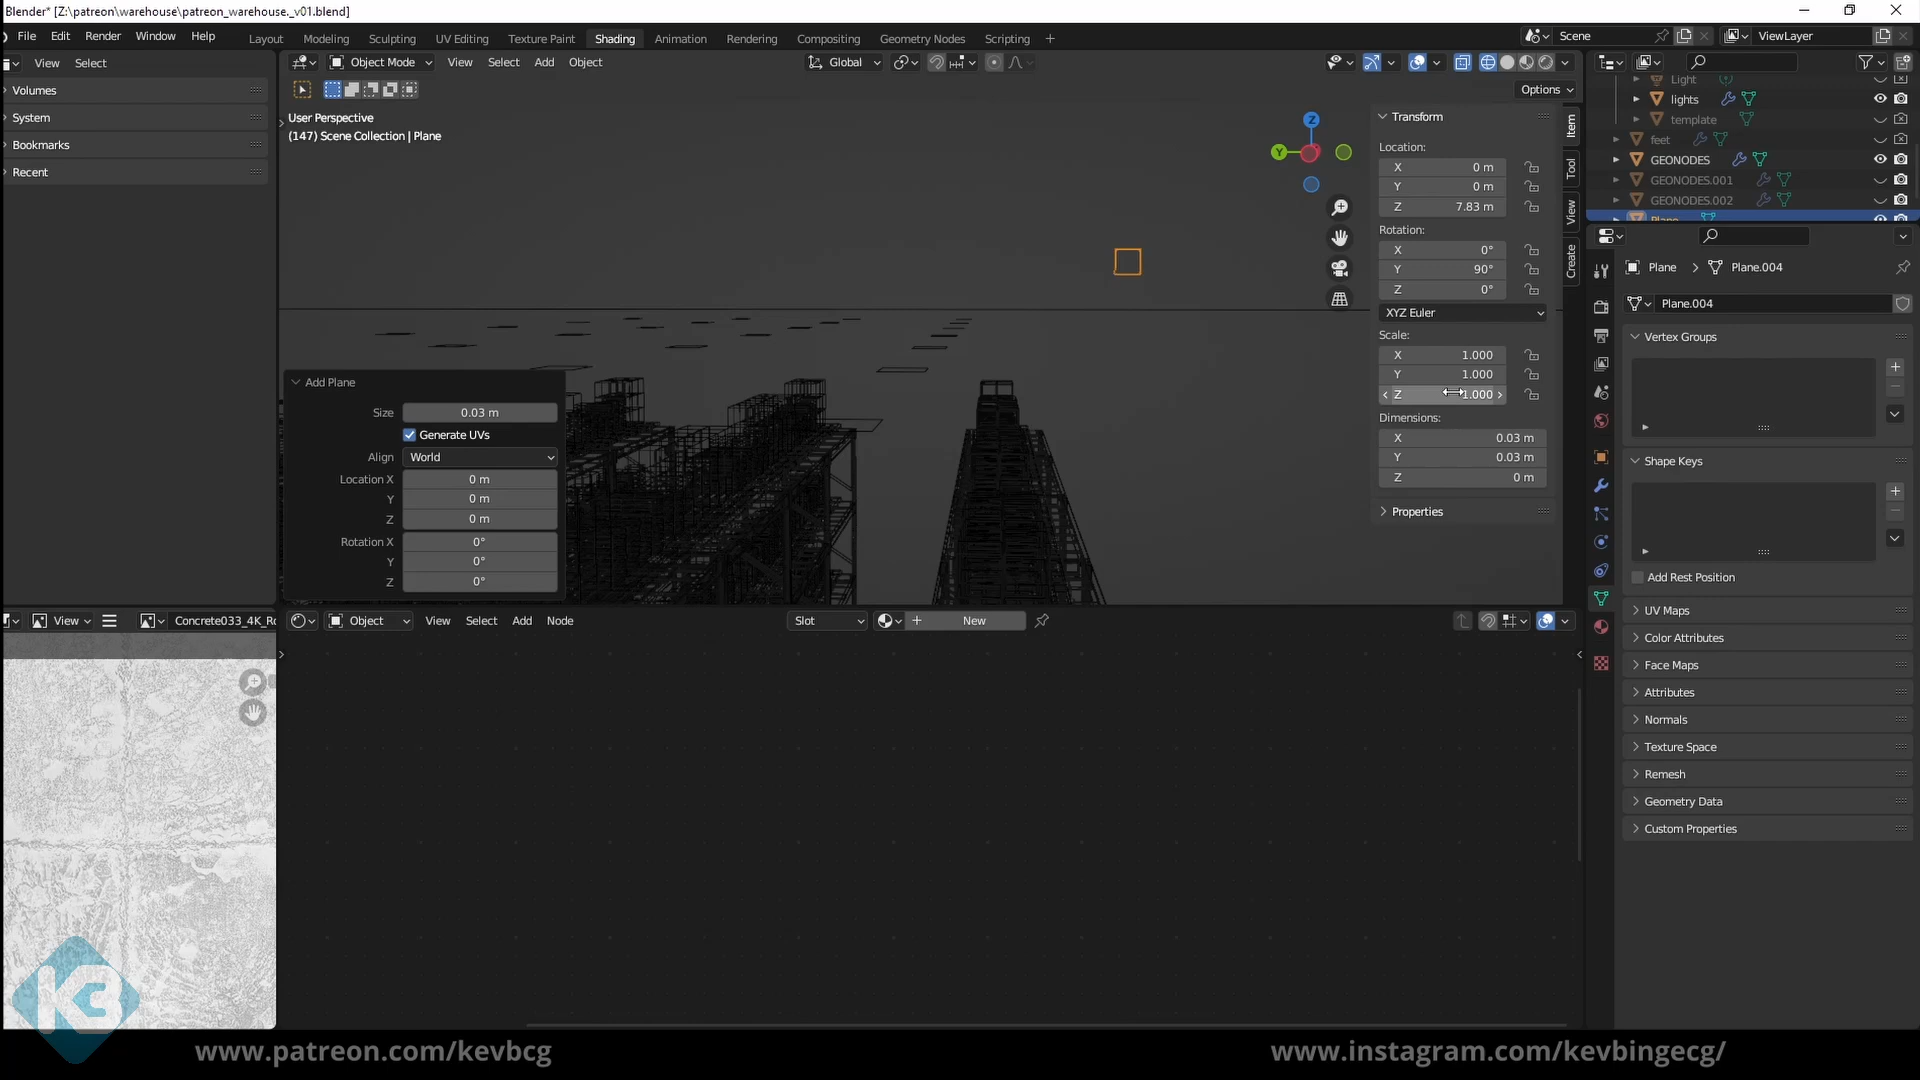 Blender* [Z:\patreon\warehouse\patreon_warehouse._v01.blend]
File Edit Render Window Help
Layout Modeling Sculpting UV Editing Texture Paint Shading Animation Rendering Compositing Geometry Nodes Scripting +
Scene
ViewLayer
View Select
Volumes
System
Bookmarks
Recent
Object Mode View Select Add Object Global
Options
User Perspective
(147) Scene Collection | Plane
Z
Y
Add Plane
Size 0.03 m
Generate UVs
Align World
Location X 0 m
Y 0 m
Z 0 m
Rotation X 0°
Y 0°
Z 0°
Transform
Location:
X 0 m
Y 0 m
Z 7.83 m
Rotation:
X 0°
Y 90°
Z 0°
XYZ Euler
Scale:
X 1.000
Y 1.000
Z 1.000
Dimensions:
X 0.03 m
Y 0.03 m
Z 0 m
Properties
Item
Tool
View
Create
Light
lights
template
feet
GEONODES
GEONODES.001
GEONODES.002
Plane
Plane > Plane.004
Plane.004
Vertex Groups
Shape Keys
Add Rest Position
UV Maps
Color Attributes
Face Maps
Attributes
Normals
Texture Space
Remesh
Geometry Data
Custom Properties
View Concrete033_4K_Ro
Object View Select Add Node Slot New
K3
www.patreon.com/kevbcg
www.instagram.com/kevbingecg/